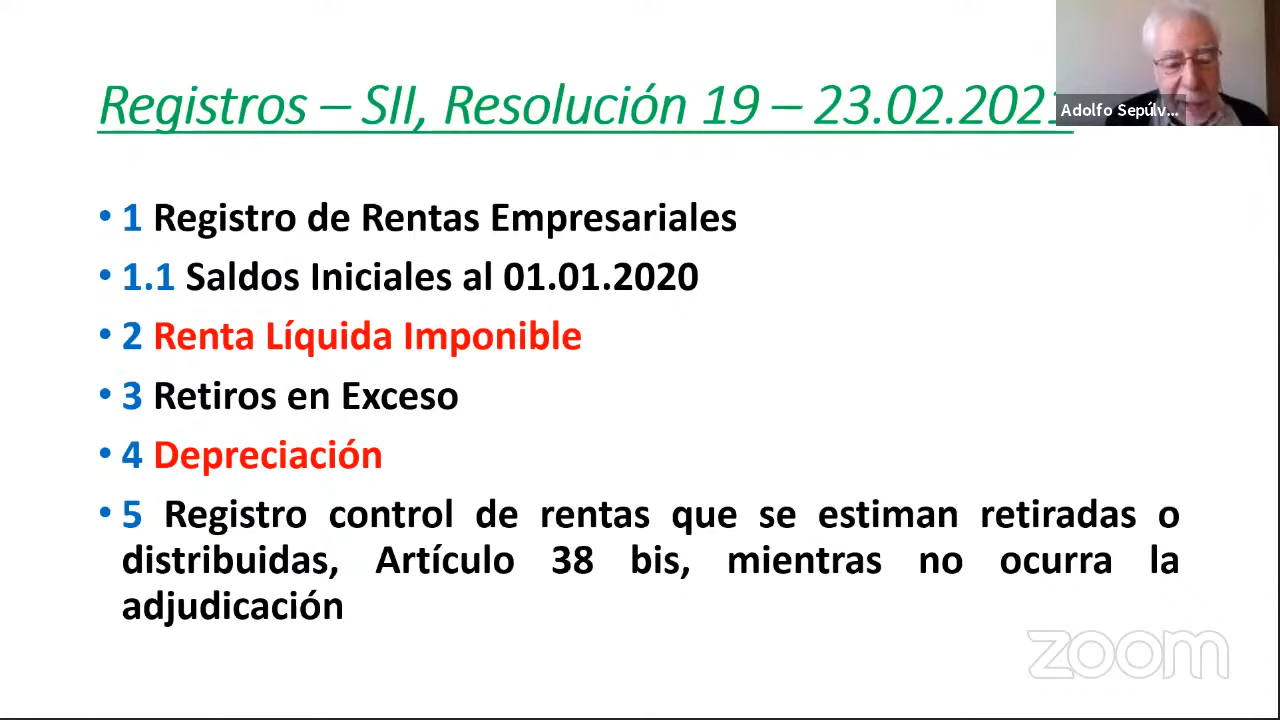 Registros – SII, Resolución 19 – 23.02.2021
Adolfo Sepúlv...
• 1 Registro de Rentas Empresariales
• 1.1 Saldos Iniciales al 01.01.2020
• 2 Renta Líquida Imponible
• 3 Retiros en Exceso
• 4 Depreciación
• 5 Registro control de rentas que se estiman retiradas o
distribuidas, Artículo 38 bis, mientras no ocurra la
adjudicación
zoom